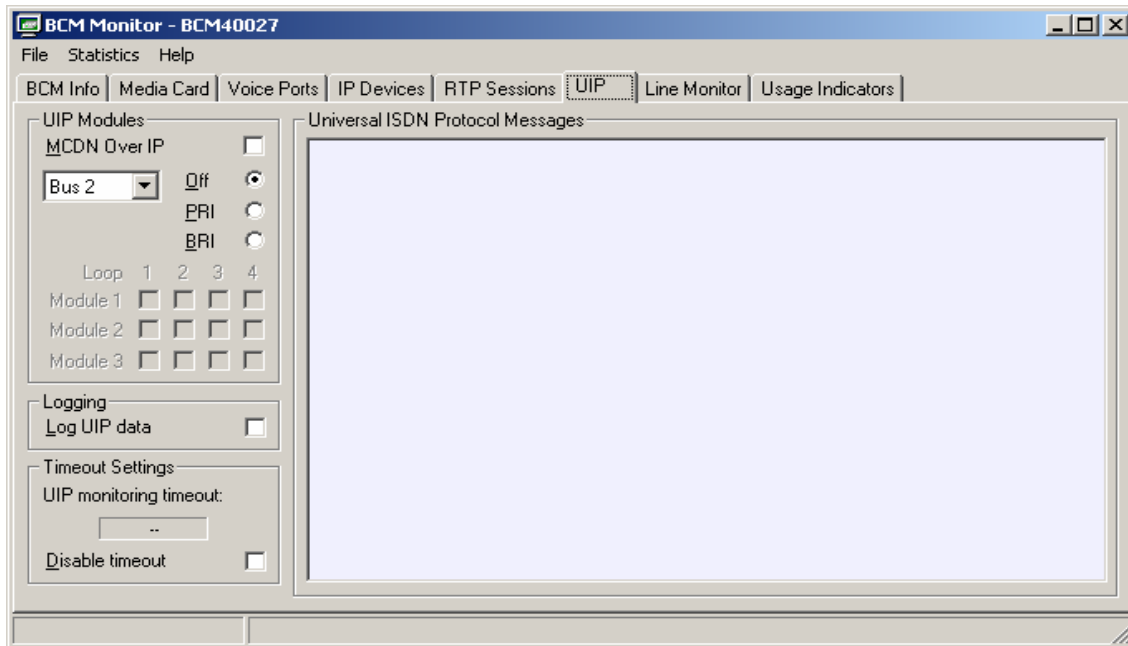 BCM Monitor - BCM40027
File Statistics Help
BCM Info Media Card Voice Ports IP Devices RTP Sessions UIP Line Monitor Usage Indicators
UIP Modules
MCDN Over IP
Bus 2
Off
PRI
BRI
Loop 1 2 3 4
Module 1
Module 2
Module 3
Logging
Log UIP data
Timeout Settings
UIP monitoring timeout:
--
Disable timeout
Universal ISDN Protocol Messages